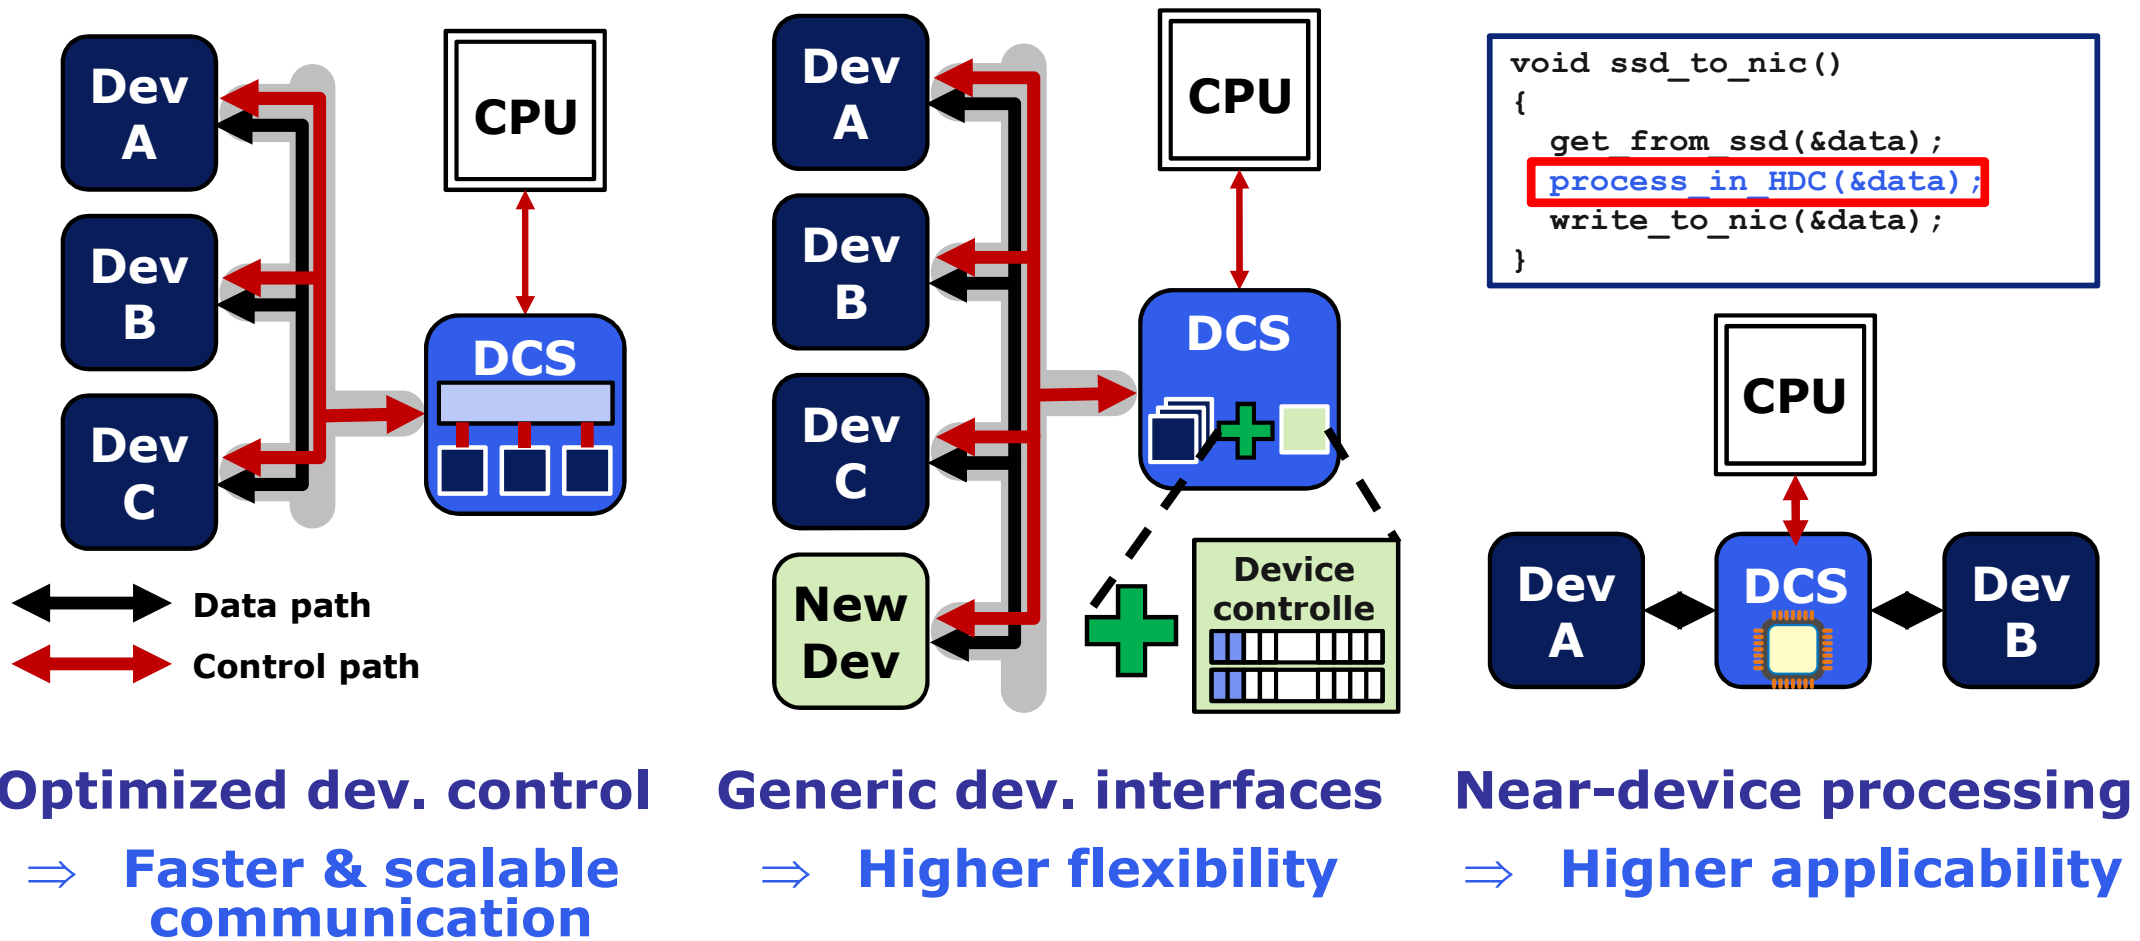 Dev
A
Dev
B
Dev
C
CPU
DCS
Data path
Control path
Optimized dev. control
⇒ Faster & scalable
communication
Dev
A
Dev
B
Dev
C
New
Dev
CPU
DCS
Device
controlle
Generic dev. interfaces
⇒ Higher flexibility
void ssd_to_nic()
{
get_from_ssd(&data);
process_in_HDC(&data);
write_to_nic(&data);
}
CPU
Dev
A
DCS
Dev
B
Near-device processing
⇒ Higher applicability